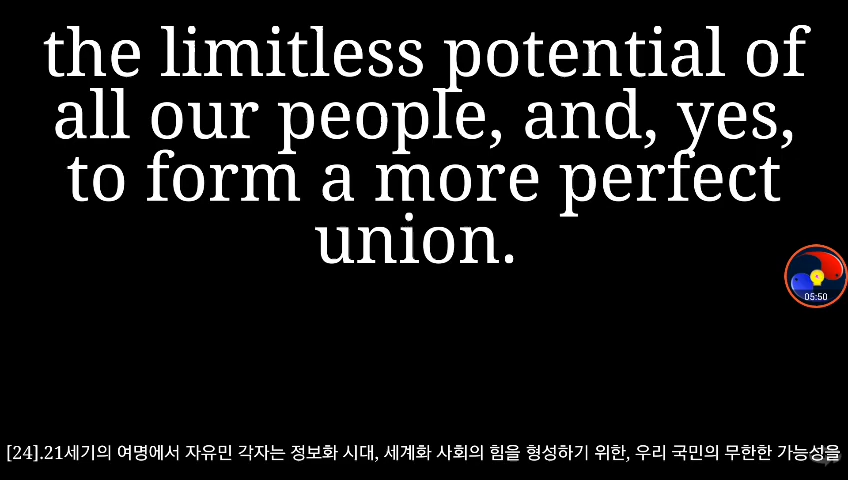 the limitless potential of
all our people, and, yes,
to form a more perfect
union.
05:50
[24].21세기의 여명에서 자유민 각자는 정보화 시대, 세계화 사회의 힘을 형성하기 위한, 우리 국민의 무한한 가능성을